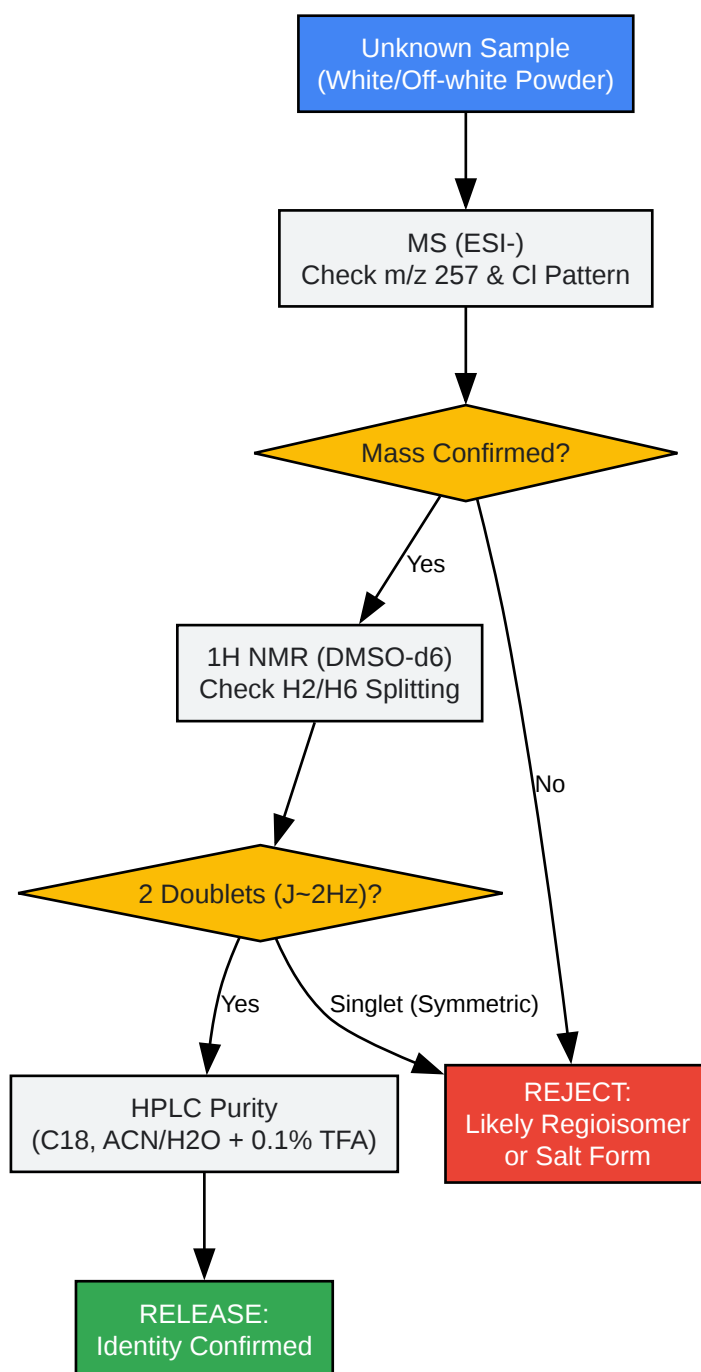 Unknown Sample
(White/Off-white Powder)
MS (ESI-)
Check m/z 257 & Cl Pattern
Mass Confirmed?
Yes
1H NMR (DMSO-d6)
Check H2/H6 Splitting
No
2 Doublets (J~2Hz)?
Yes
Singlet (Symmetric)
HPLC Purity
(C18, ACN/H2O + 0.1% TFA)
REJECT:
Likely Regioisomer
or Salt Form
RELEASE:
Identity Confirmed